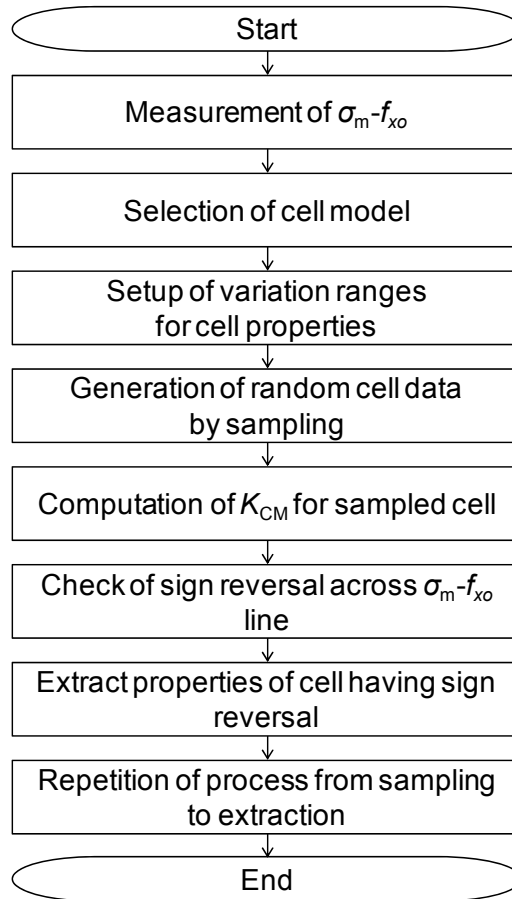 Start
Measurement of σm-fxo
Selection of cell model
Setup of variation ranges
for cell properties
Generation of random cell data
by sampling
Computation of KCM for sampled cell
Check of sign reversal across σm-fxo
line
Extract properties of cell having sign
reversal
Repetition of process from sampling
to extraction
End